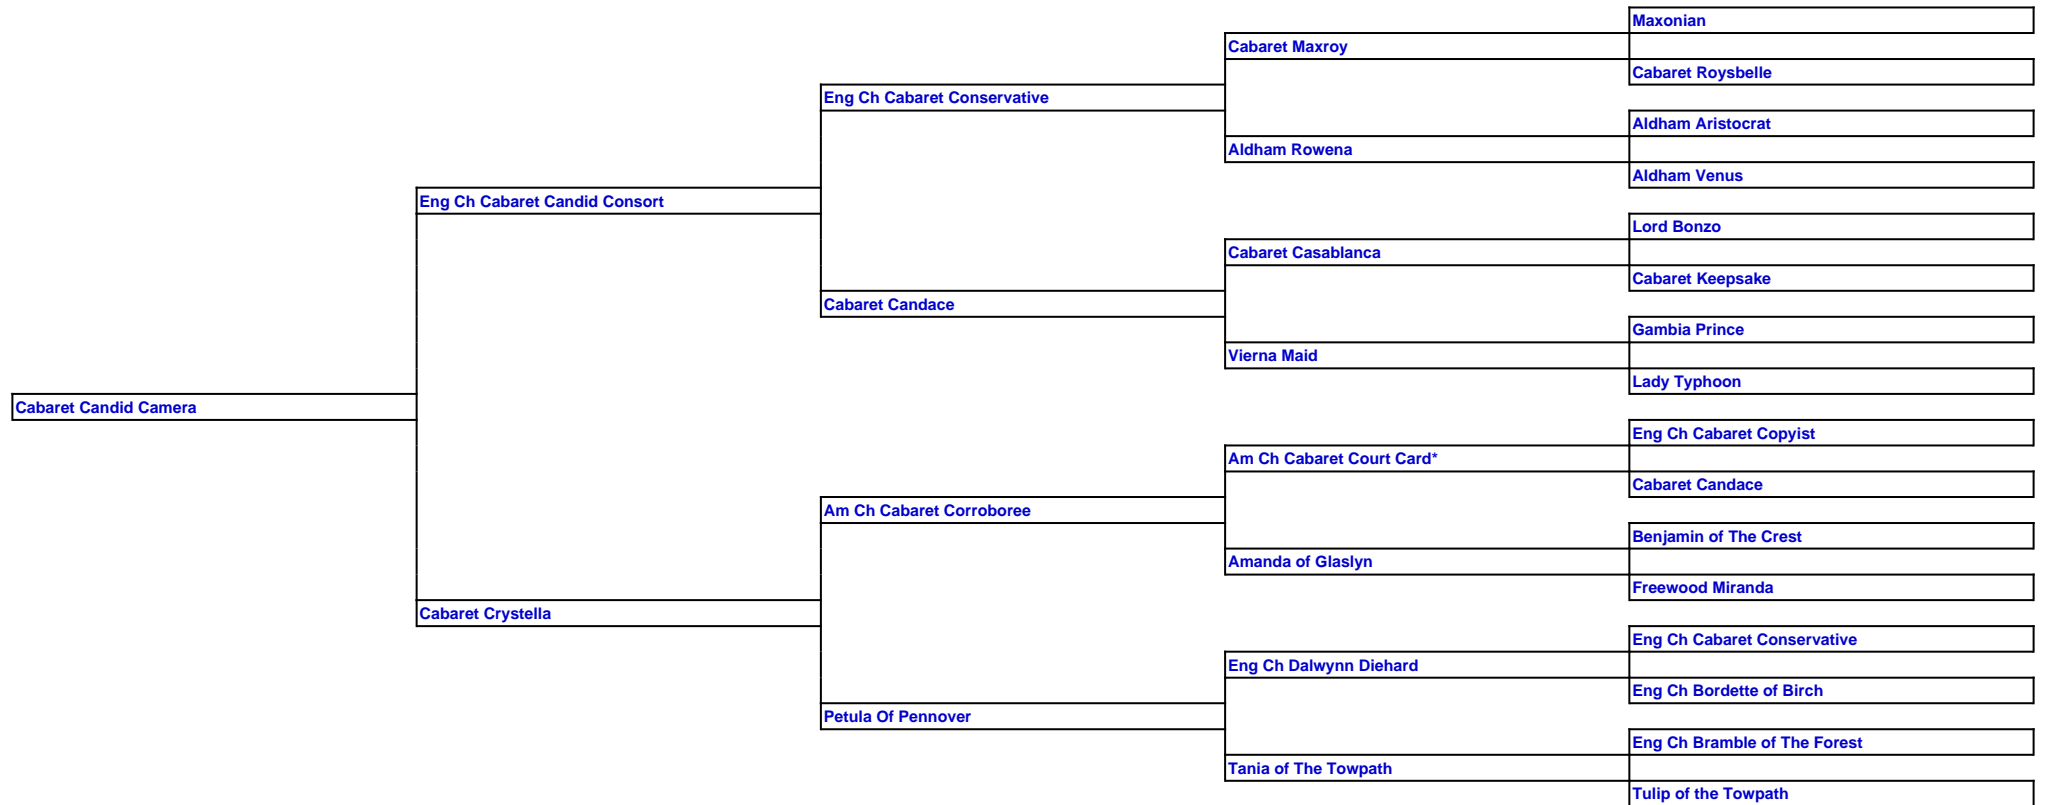 Maxonian
Cabaret Maxroy
Cabaret Roysbelle
Eng Ch Cabaret Conservative
Aldham Aristocrat
Aldham Rowena
Aldham Venus
Eng Ch Cabaret Candid Consort
Lord Bonzo
Cabaret Casablanca
Cabaret Keepsake
Cabaret Candace
Gambia Prince
Vierna Maid
Lady Typhoon
Cabaret Candid Camera
Eng Ch Cabaret Copyist
Am Ch Cabaret Court Card*
Cabaret Candace
Am Ch Cabaret Corroboree
Benjamin of The Crest
Amanda of Glaslyn
Freewood Miranda
Cabaret Crystella
Eng Ch Cabaret Conservative
Eng Ch Dalwynn Diehard
Eng Ch Bordette of Birch
Petula Of Pennover
Eng Ch Bramble of The Forest
Tania of The Towpath
Tulip of the Towpath